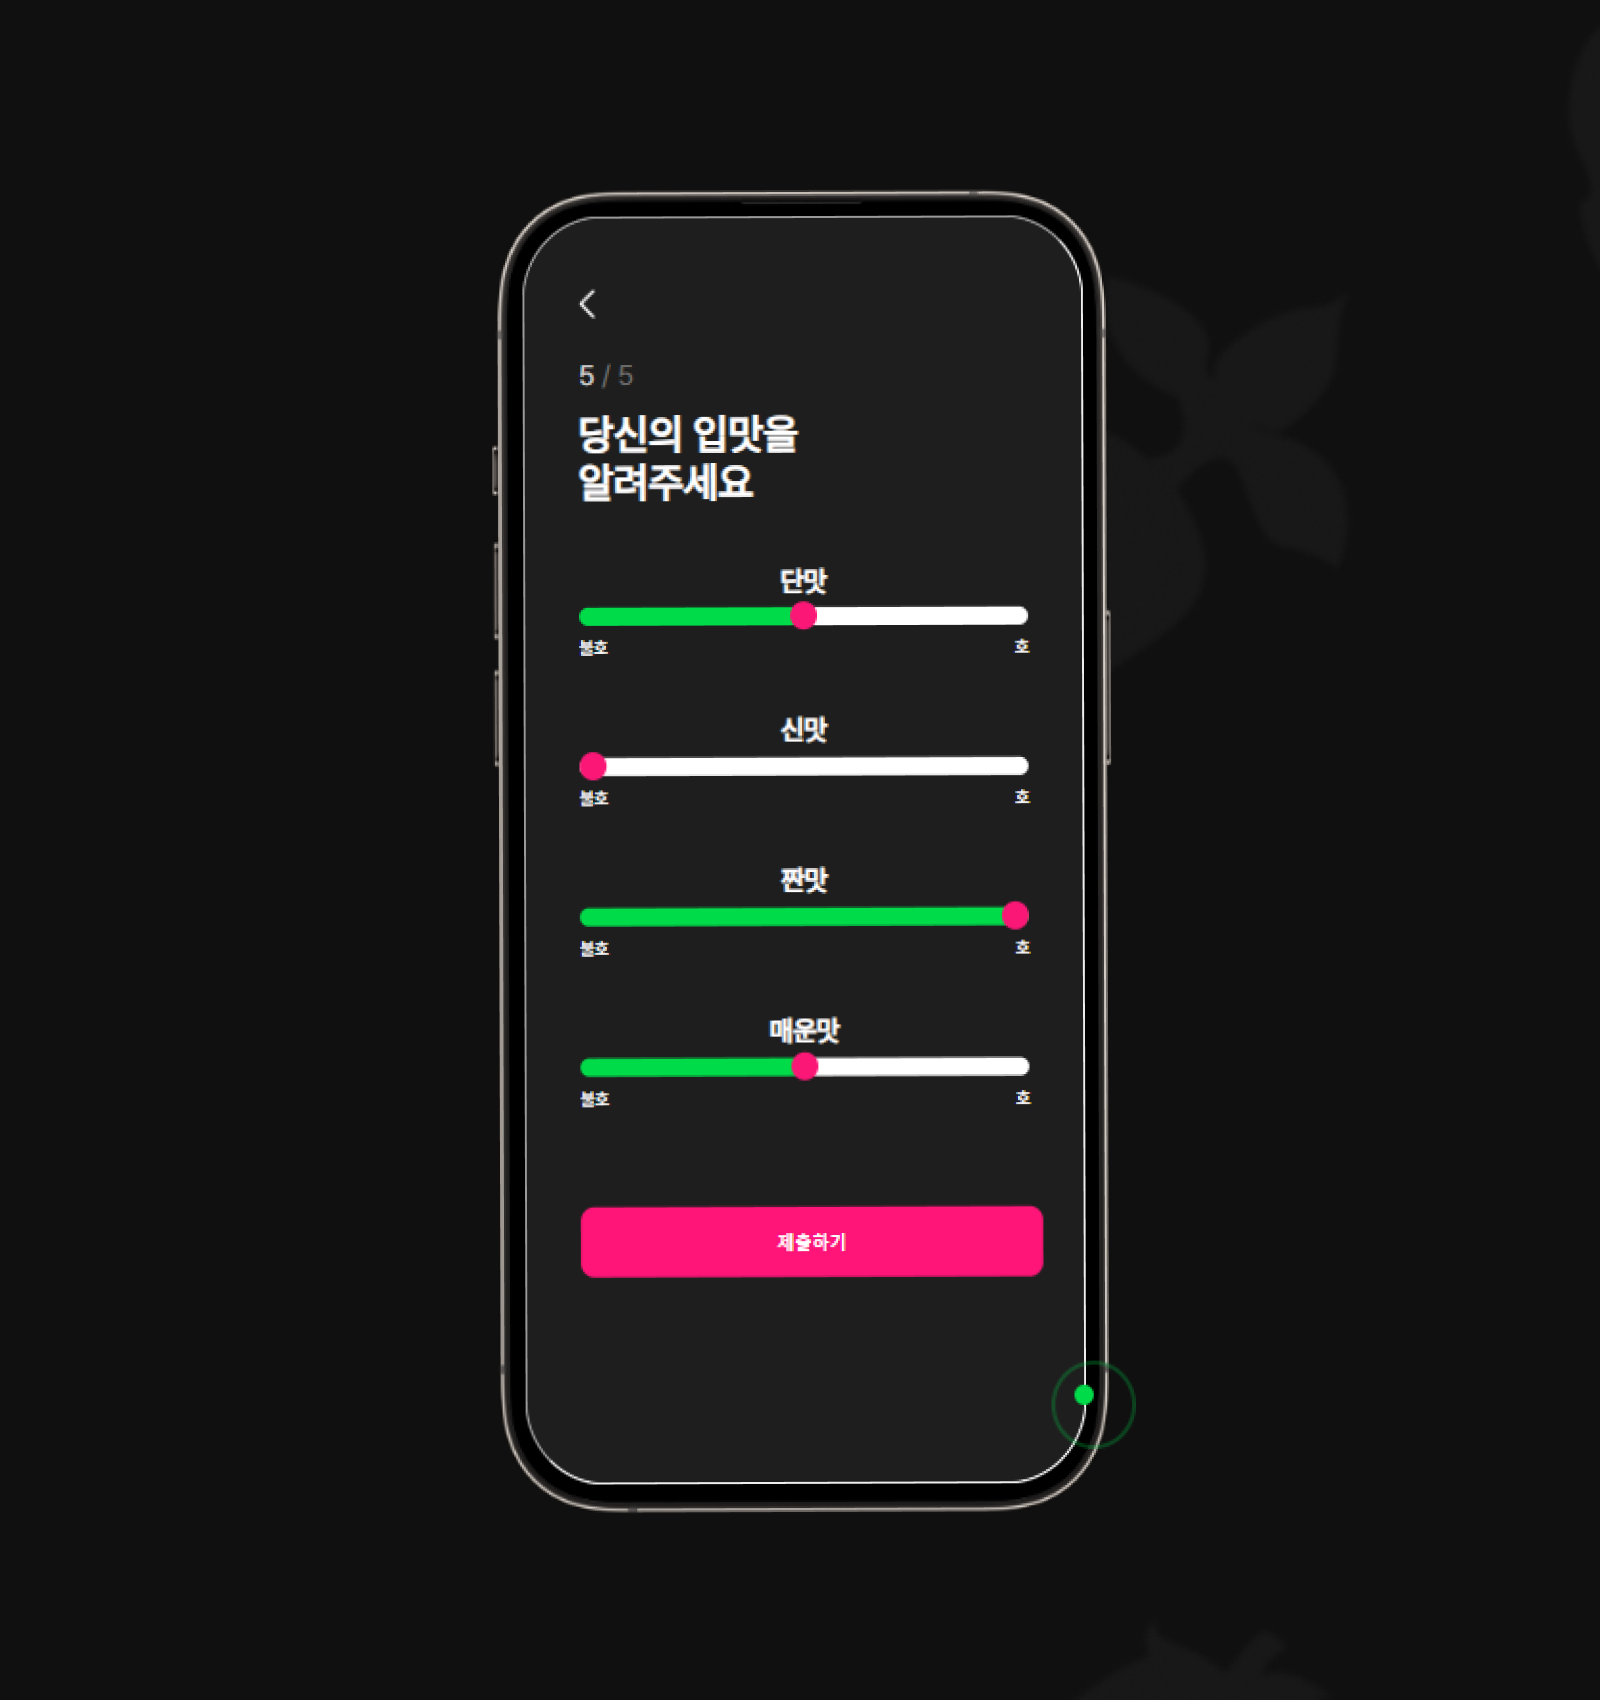 5 / 5
당신의 입맛을
알려주세요
단맛
불호 호
신맛
불호 호
짠맛
불호 호
매운맛
불호 호
제출하기